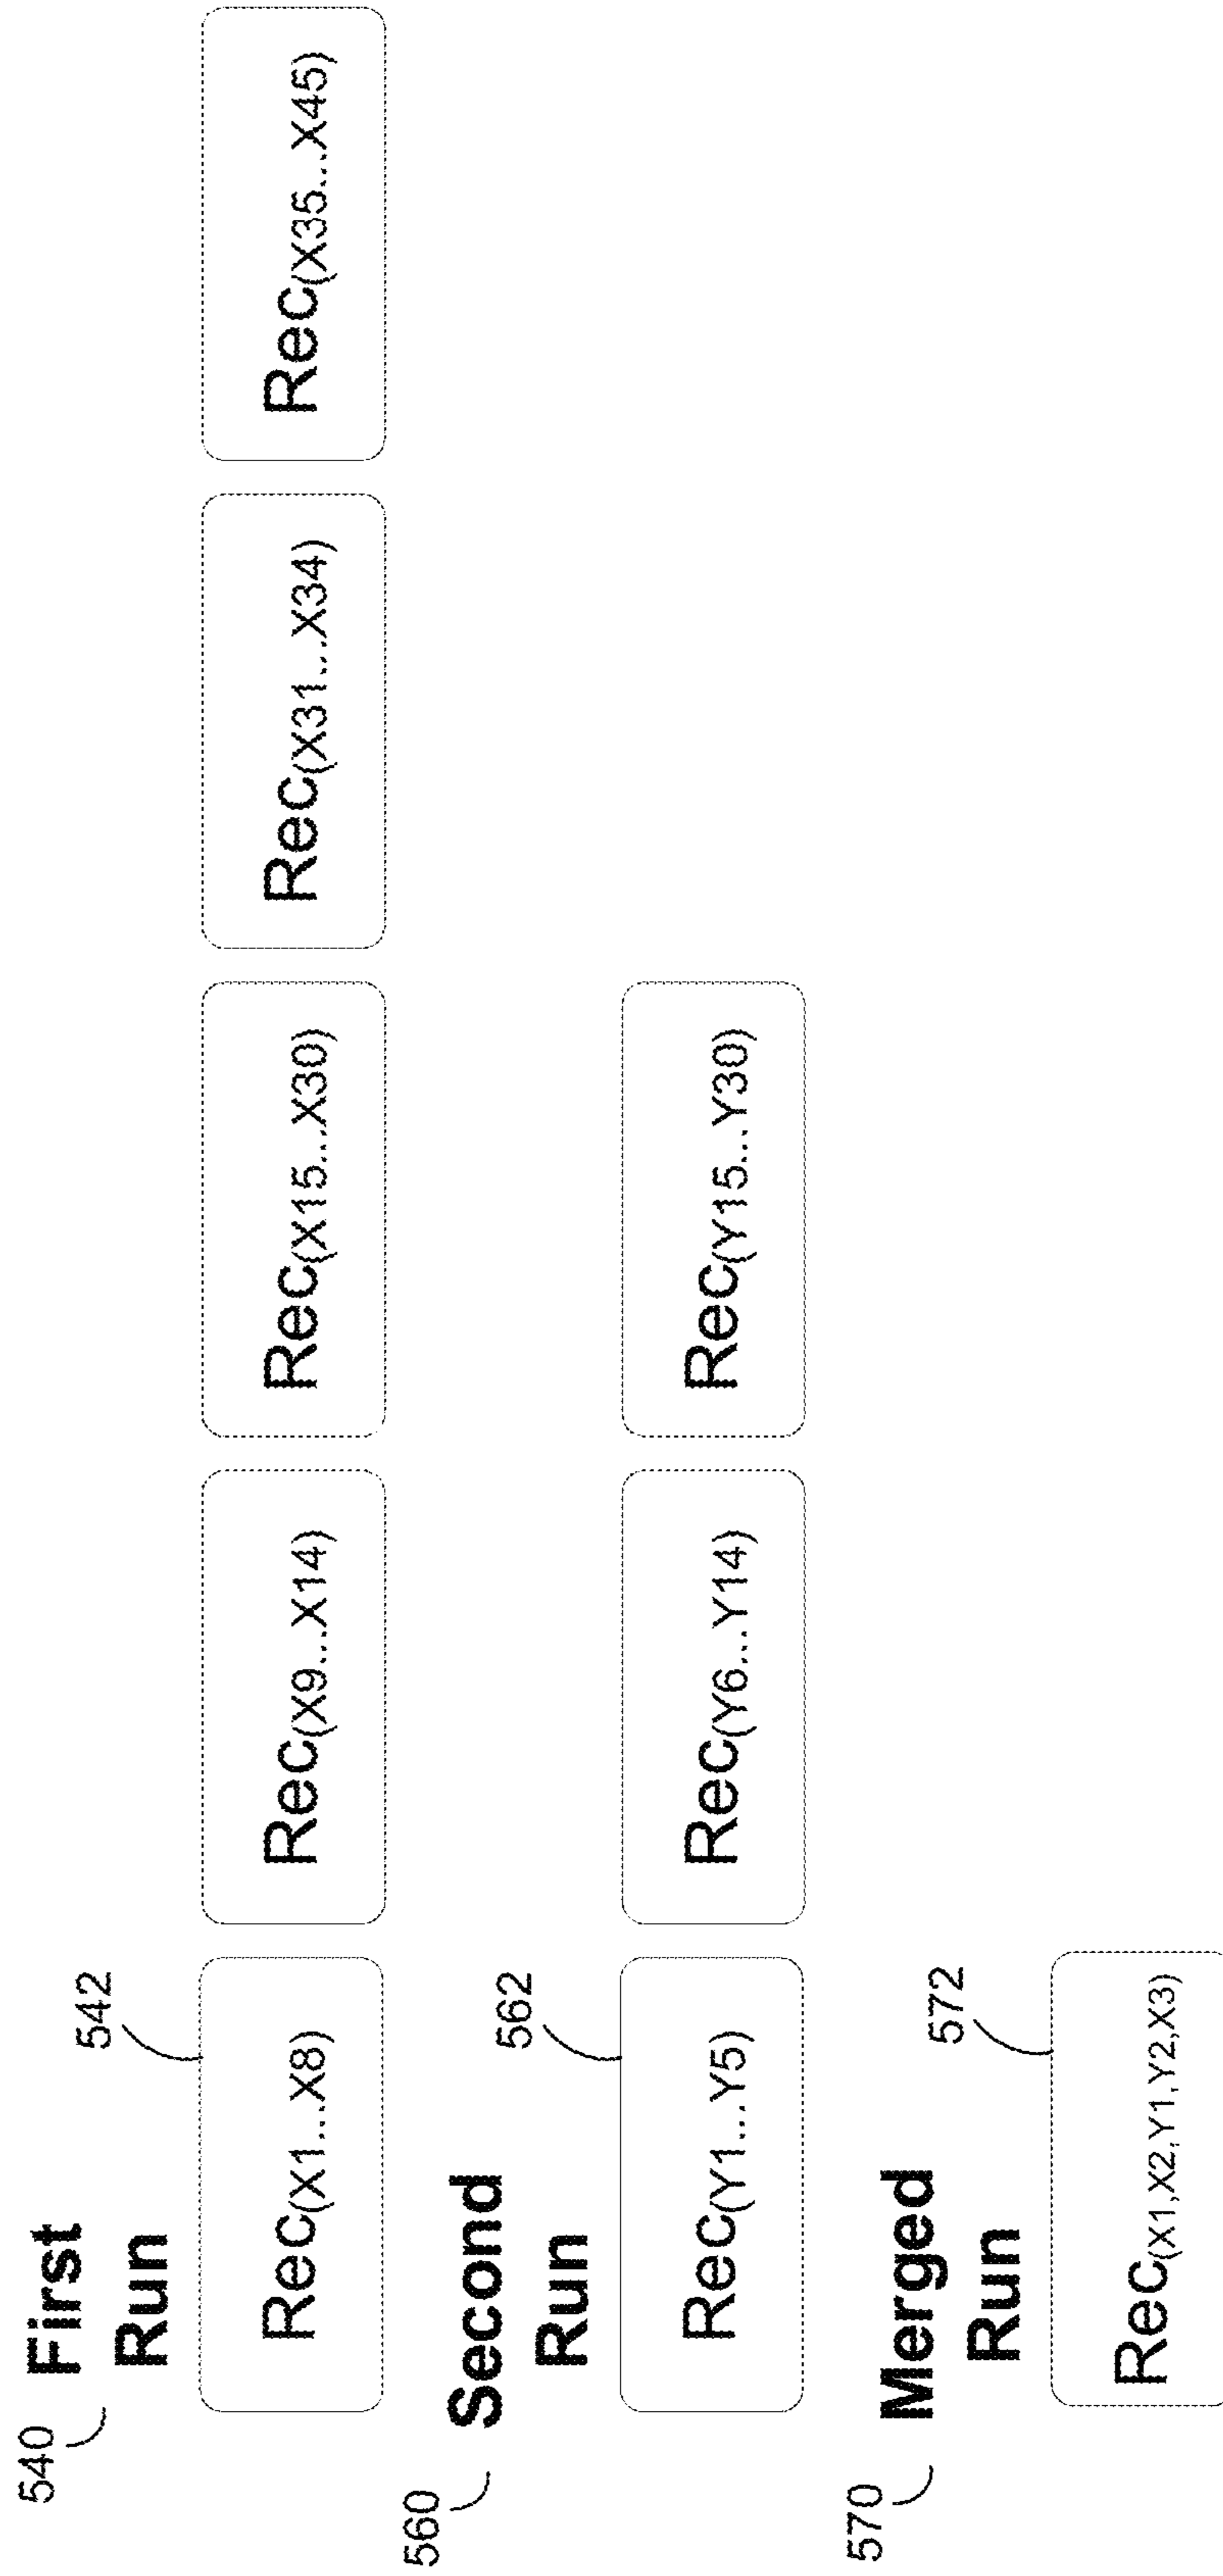 540
First
Run
542
Rec(X1...X8)
Rec(X9...X14)
Rec(X15...X30)
Rec(X31...X34)
Rec(X35...X45)
560
Second
Run
562
Rec(Y1...Y5)
Rec(Y6...Y14)
Rec(Y15...Y30)
570
Merged
Run
572
Rec(X1,X2,Y1,Y2,X3)